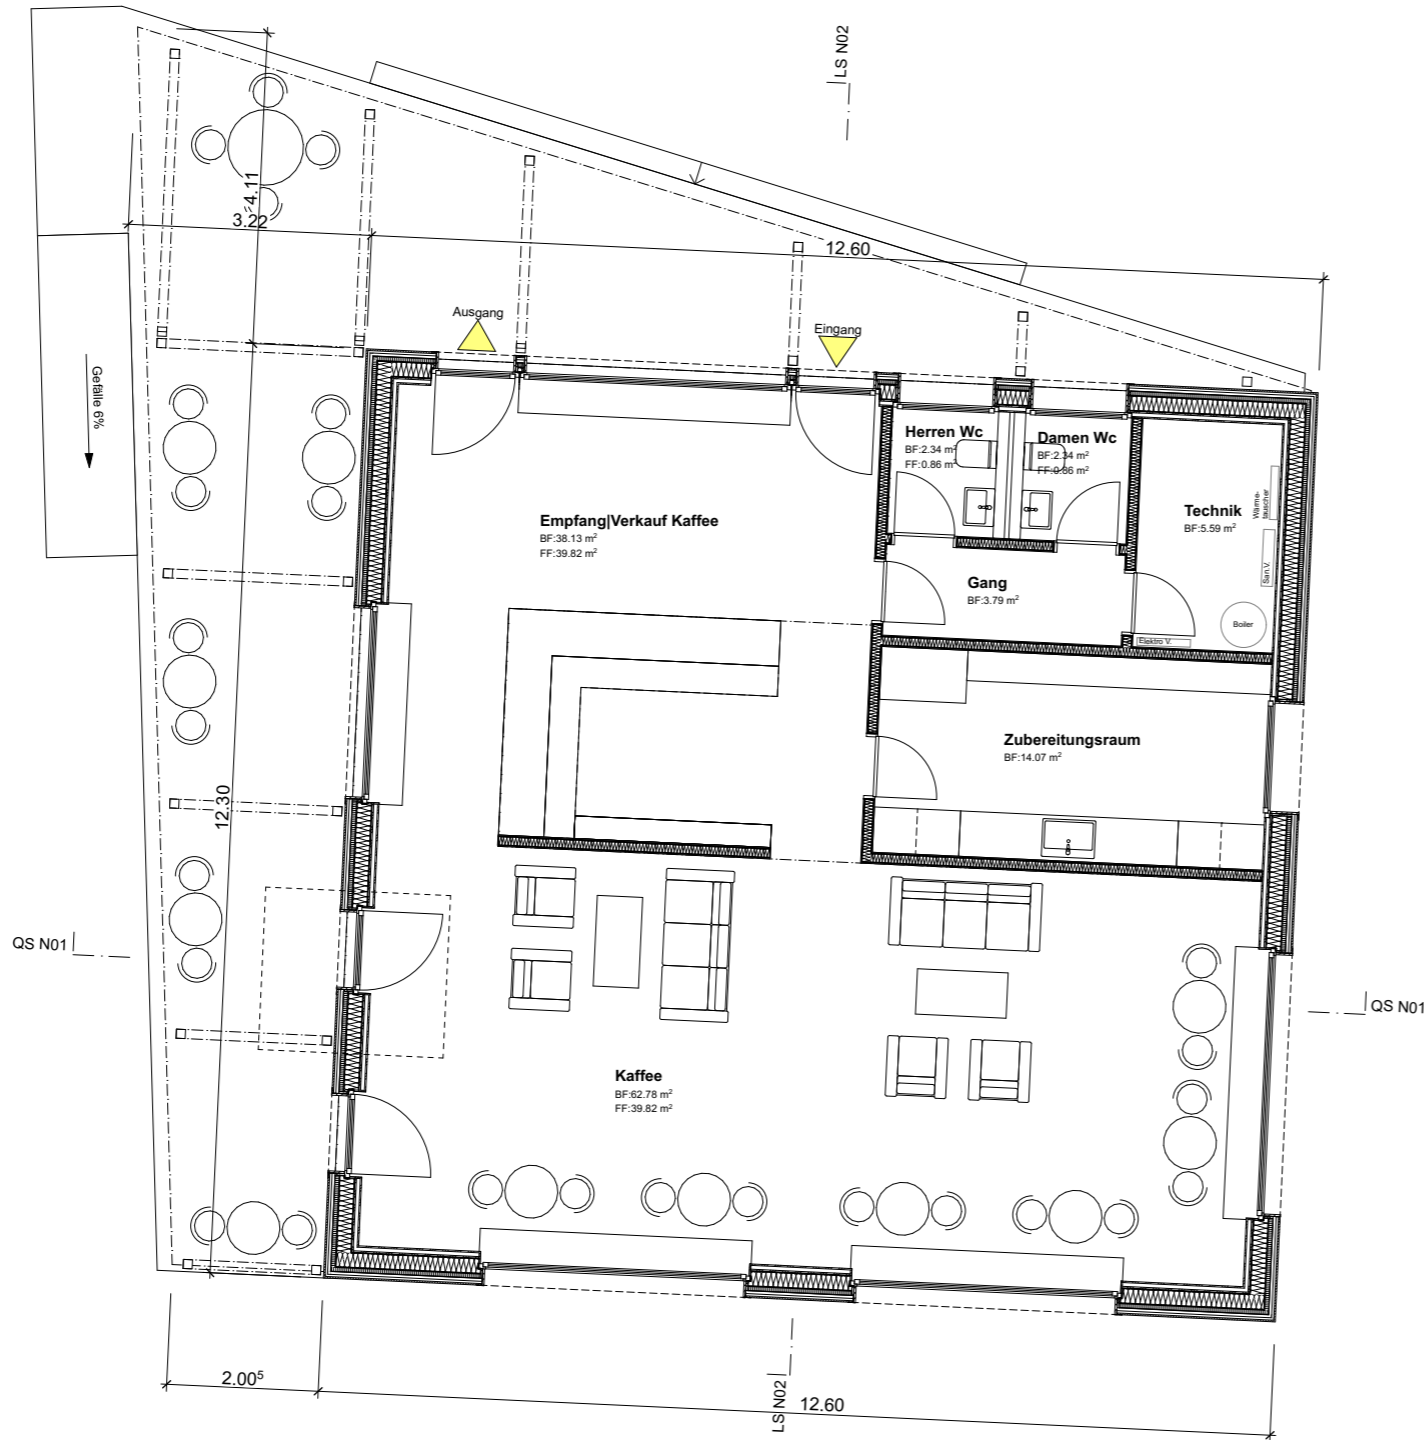 LS N02
4.11
3.22
12.60
Ausgang
Eingang
Gefälle 6%
Herren Wc
BF:2.34 m²
FF:0.86 m²
Damen Wc
BF:2.34 m²
FF:0.86 m²
Technik
BF:5.59 m²
Wärme-
tauscher
San.V.
Boiler
Elektro V.
Empfang|Verkauf Kaffee
BF:38.13 m²
FF:39.82 m²
Gang
BF:3.79 m²
Zubereitungsraum
BF:14.07 m²
12.30
QS N01
QS N01
Kaffee
BF:62.78 m²
FF:39.82 m²
2.00⁵
LS N02
12.60